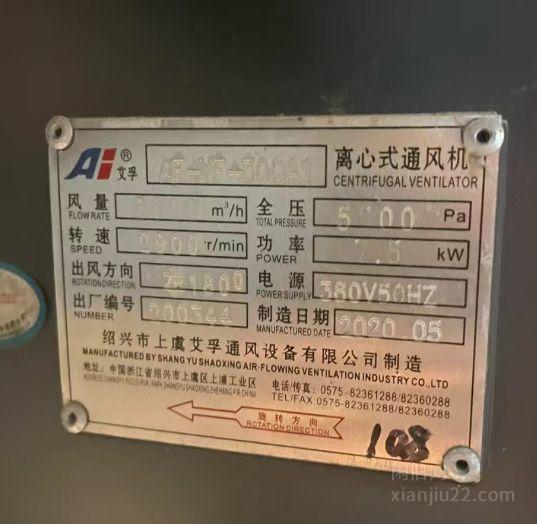 Ai® 艾孚 离心式通风机
CENTRIFUGAL VENTILATOR
风量 m³/h 全压 Pa
FLOW RATE TOTAL PRESSURE
转速 2900 r/min 功率 7.5 kW
SPEED POWER
出风方向 电源 380V50HZ
ROTATION DIRECTION POWER SUPPLY
出厂编号 200344 制造日期 2020.05
NUMBER MANUFACTURED DATE
绍兴市上虞艾孚通风设备有限公司制造
MANUFACTURED BY SHANG YU SHAOXING AIR-FLOWING VENTILATION INDUSTRY CO.,LTD
地址: 中国浙江省绍兴市上虞区上浦工业区 电话/传真: 0575-82361288/82360288
TEL/FAX 0575-82361288/82360288
旋转方向
ROTATION DIRECTION
108
xianjiu22.com